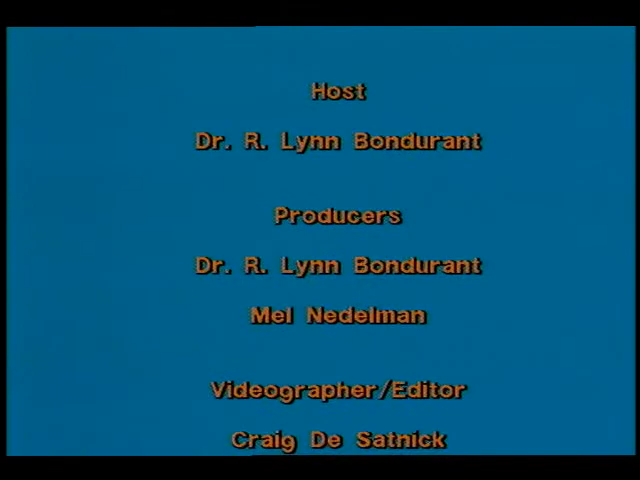 Host
Dr. R. Lynn Bondurant
Producers
Dr. R. Lynn Bondurant
Mel Nedelman
Videographer/Editor
Craig De Satnick